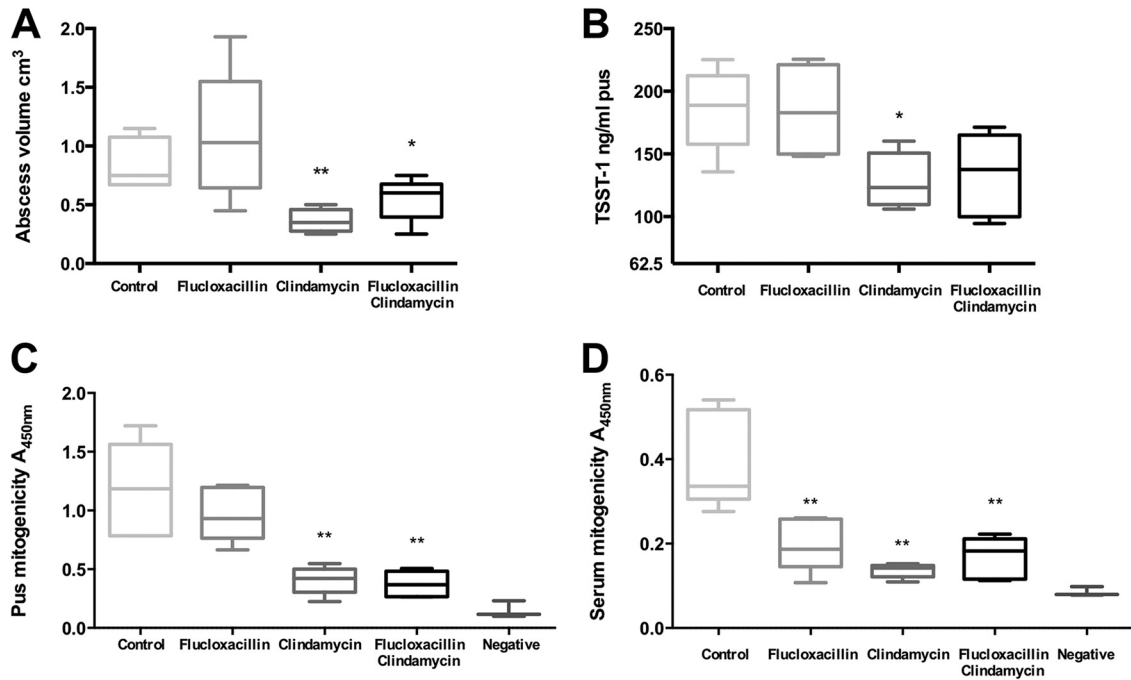 A
Abscess volume cm³
2.0
1.5
1.0
0.5
0.0
**
*
Control
Flucloxacillin
Clindamycin
Flucloxacillin
Clindamycin
B
TSST-1 ng/ml pus
250
200
150
100
62.5
*
Control
Flucloxacillin
Clindamycin
Flucloxacillin
Clindamycin
C
Pus mitogenicity A450nm
2.0
1.5
1.0
0.5
0.0
**
**
Control
Flucloxacillin
Clindamycin
Flucloxacillin
Clindamycin
Negative
D
Serum mitogenicity A450nm
0.6
0.4
0.2
0.0
**
**
**
Control
Flucloxacillin
Clindamycin
Flucloxacillin
Clindamycin
Negative